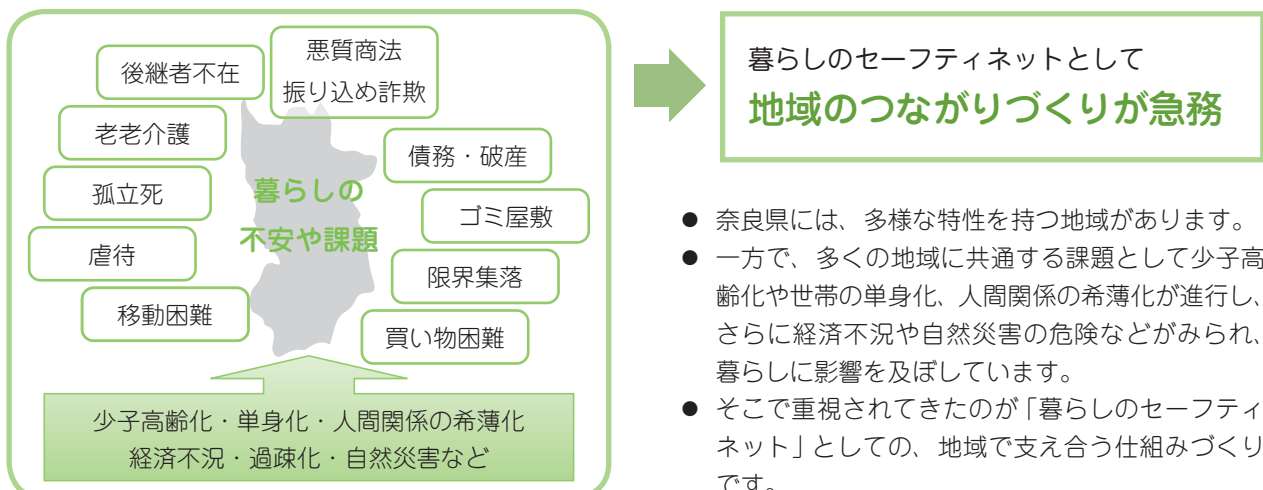 後継者不在
悪質商法
振り込め詐欺
老老介護
債務・破産
孤立死
ゴミ屋敷
虐待
限界集落
移動困難
買い物困難
暮らしの
不安や課題
少子高齢化・単身化・人間関係の希薄化
経済不況・過疎化・自然災害など
暮らしのセーフティネットとして
地域のつながりづくりが急務
● 奈良県には、多様な特性を持つ地域があります。
● 一方で、多くの地域に共通する課題として少子高
齢化や世帯の単身化、人間関係の希薄化が進行し、
さらに経済不況や自然災害の危険などがみられ、
暮らしに影響を及ぼしています。
● そこで重視されてきたのが「暮らしのセーフティ
ネット」としての、地域で支え合う仕組みづくり
です。